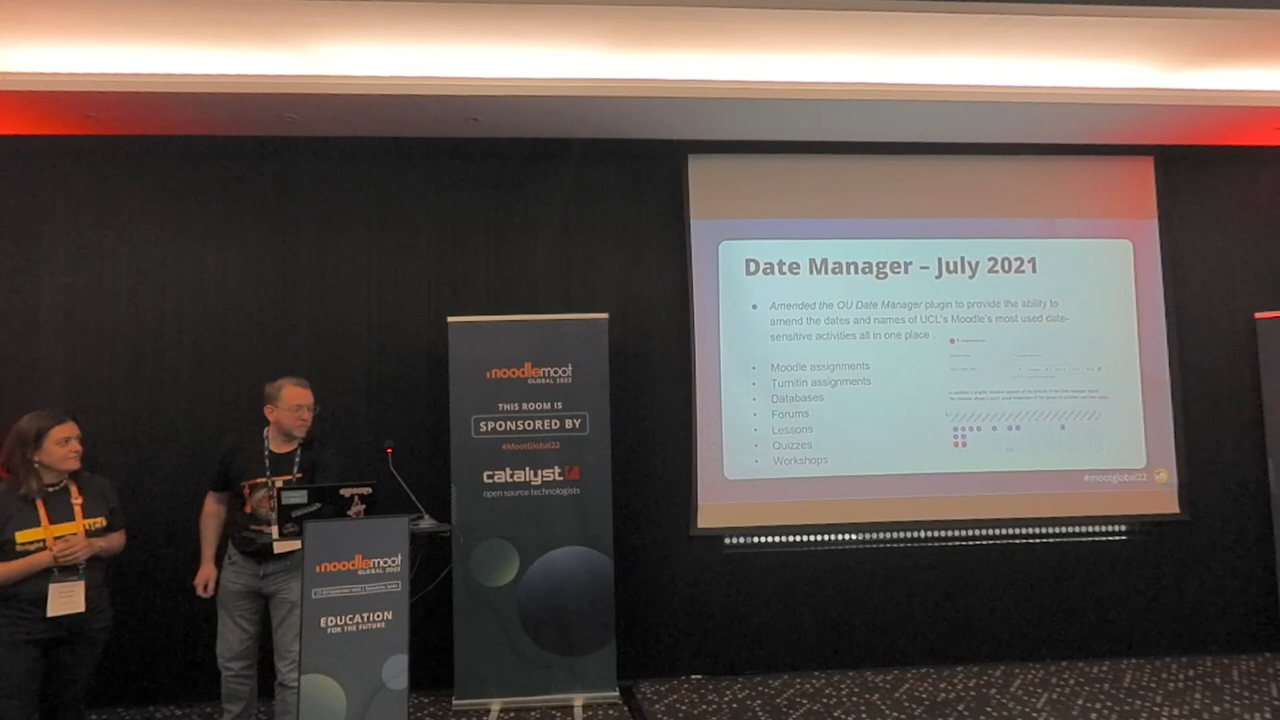 Date Manager – July 2021
Amended the OU Date Manager plugin to provide the ability to
amend the dates and names of UCL's Moodle's most used date-
sensitive activities all in one place .
Moodle assignments
Turnitin assignments
Databases
Forums
Lessons
Quizzes
Workshops
#mootglobal22
moodlemoot
GLOBAL 2022
THIS ROOM IS
SPONSORED BY
#MootGlobal22
catalyst
open source technologists
moodlemoot
GLOBAL 2022
EDUCATION
FOR THE FUTURE